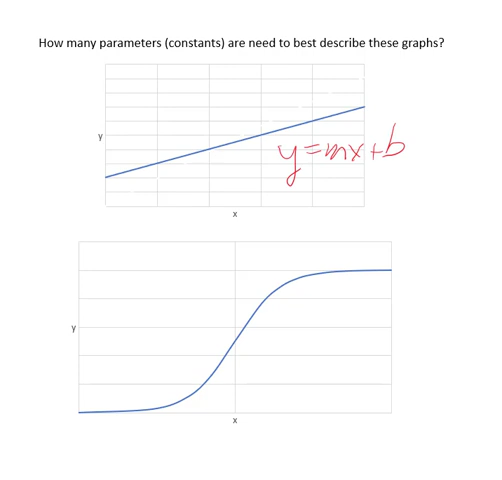 How many parameters (constants) are need to best describe these graphs?
y
y=mx+b
x
y
x